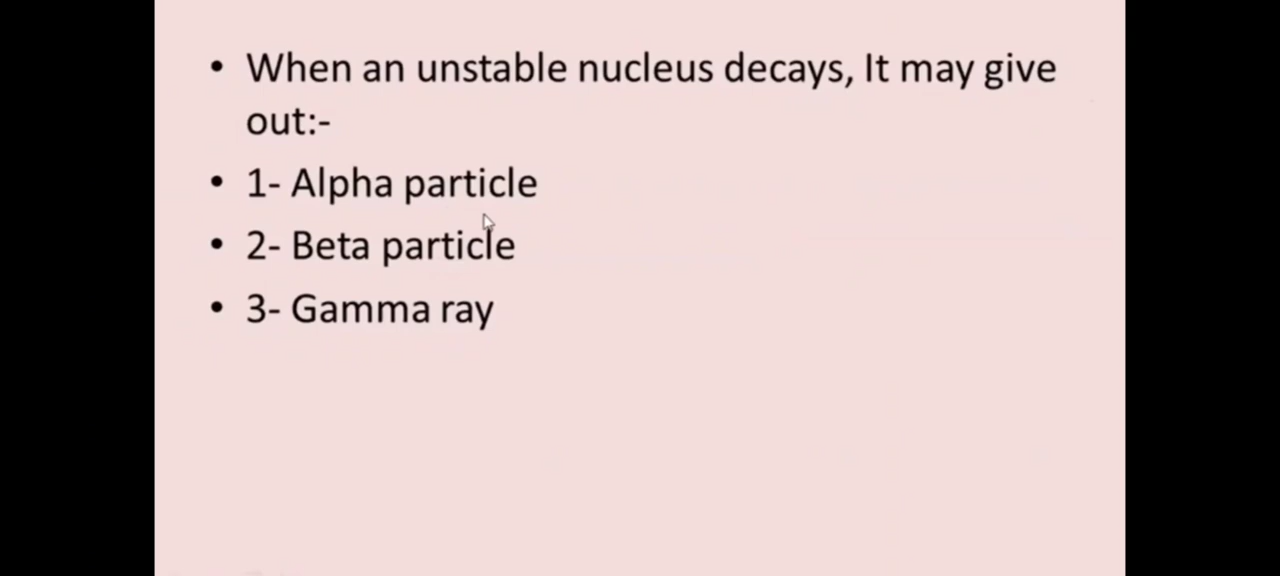 • When an unstable nucleus decays, It may give
out:-
• 1- Alpha particle
• 2- Beta particle
• 3- Gamma ray